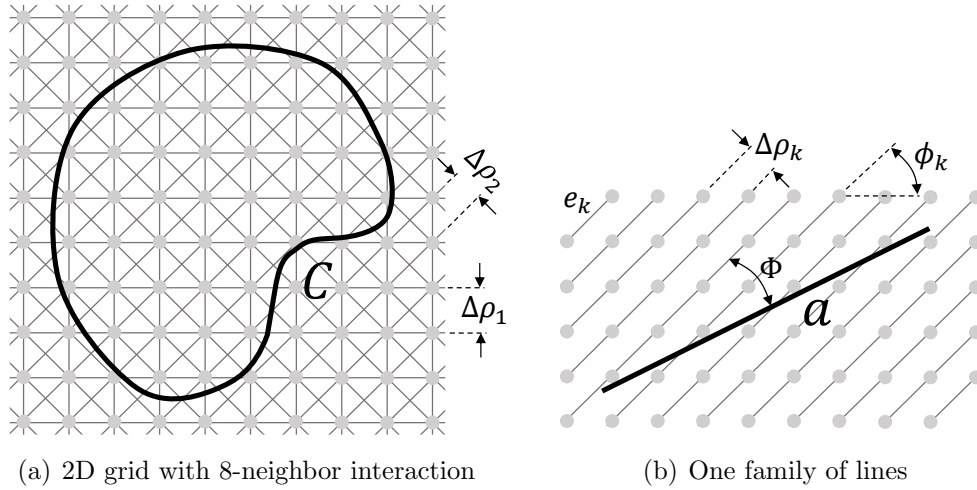 Δρ₂
Δρ₁
C
Δρₖ
ϕₖ
eₖ
Φ
a
(a) 2D grid with 8-neighbor interaction
(b) One family of lines